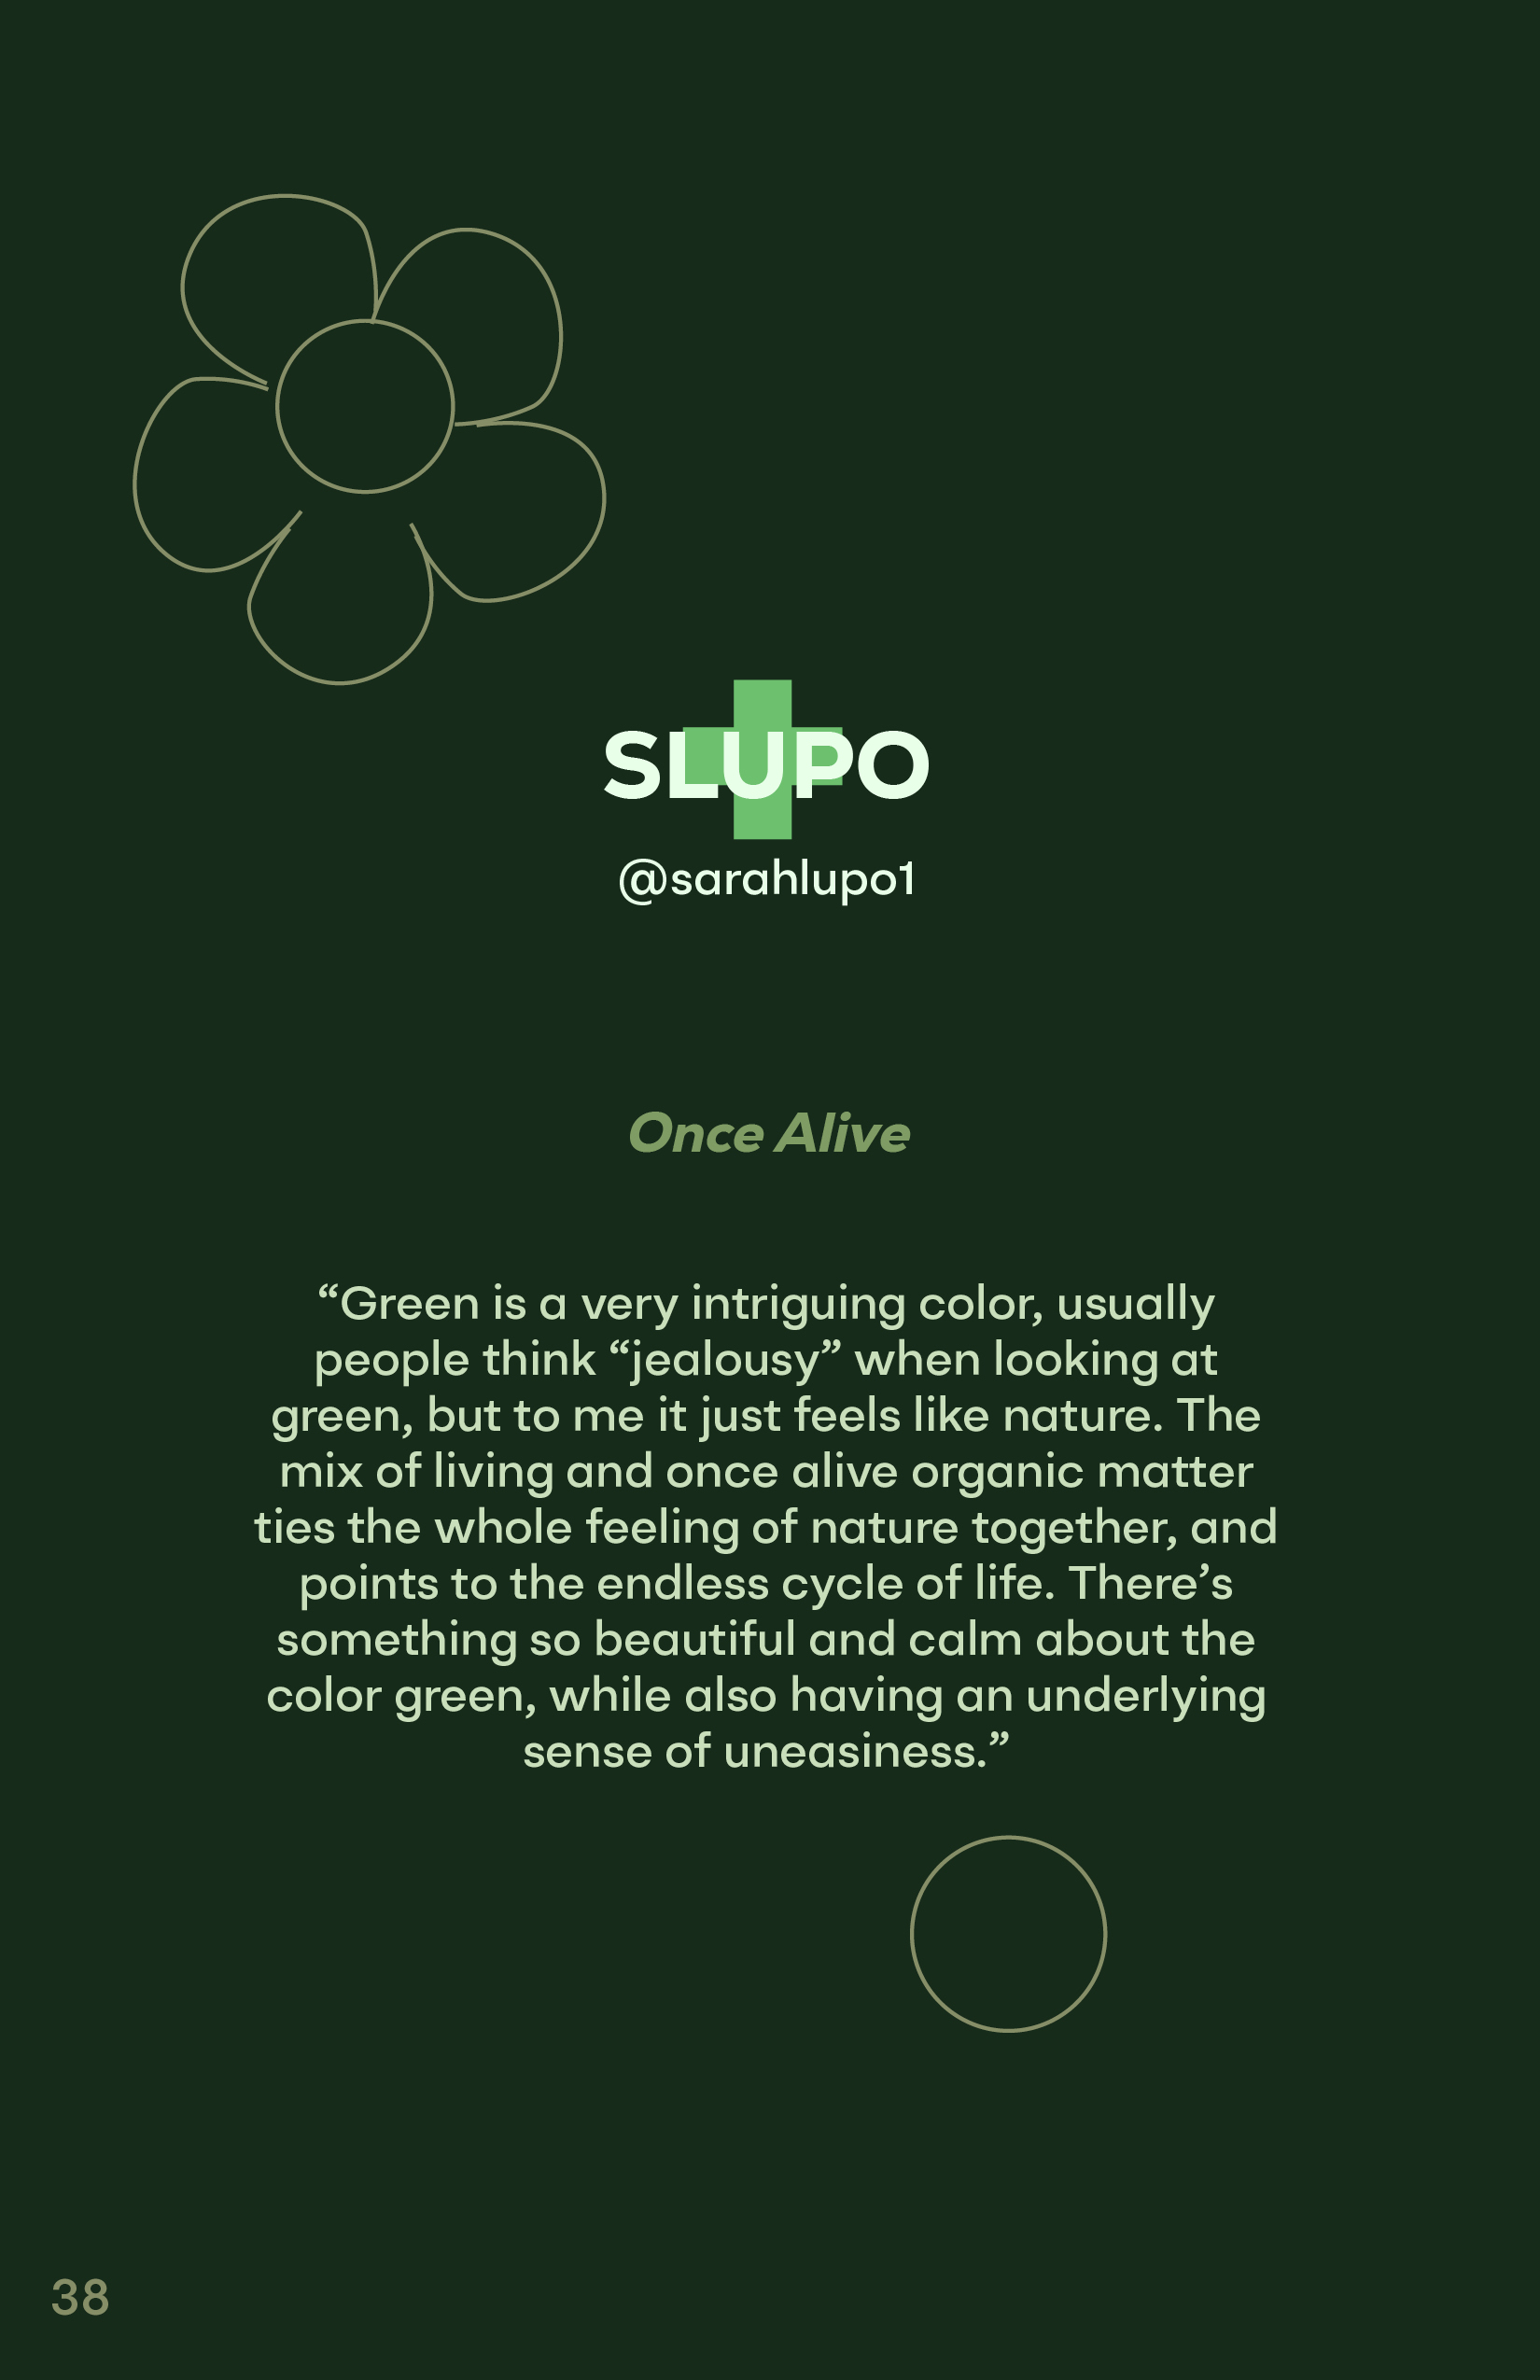 SLUPO
@sarahlupo1
Once Alive
“Green is a very intriguing color, usually
people think “jealousy” when looking at
green, but to me it just feels like nature. The
mix of living and once alive organic matter
ties the whole feeling of nature together, and
points to the endless cycle of life. There’s
something so beautiful and calm about the
color green, while also having an underlying
sense of uneasiness.”
38